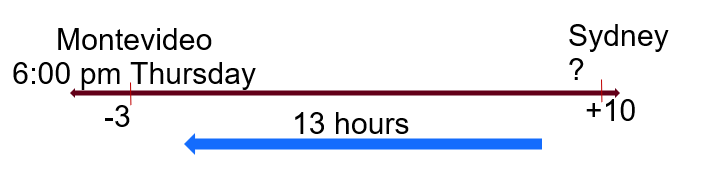 Montevideo
6:00 pm Thursday
Sydney
?
-3
+10
13 hours